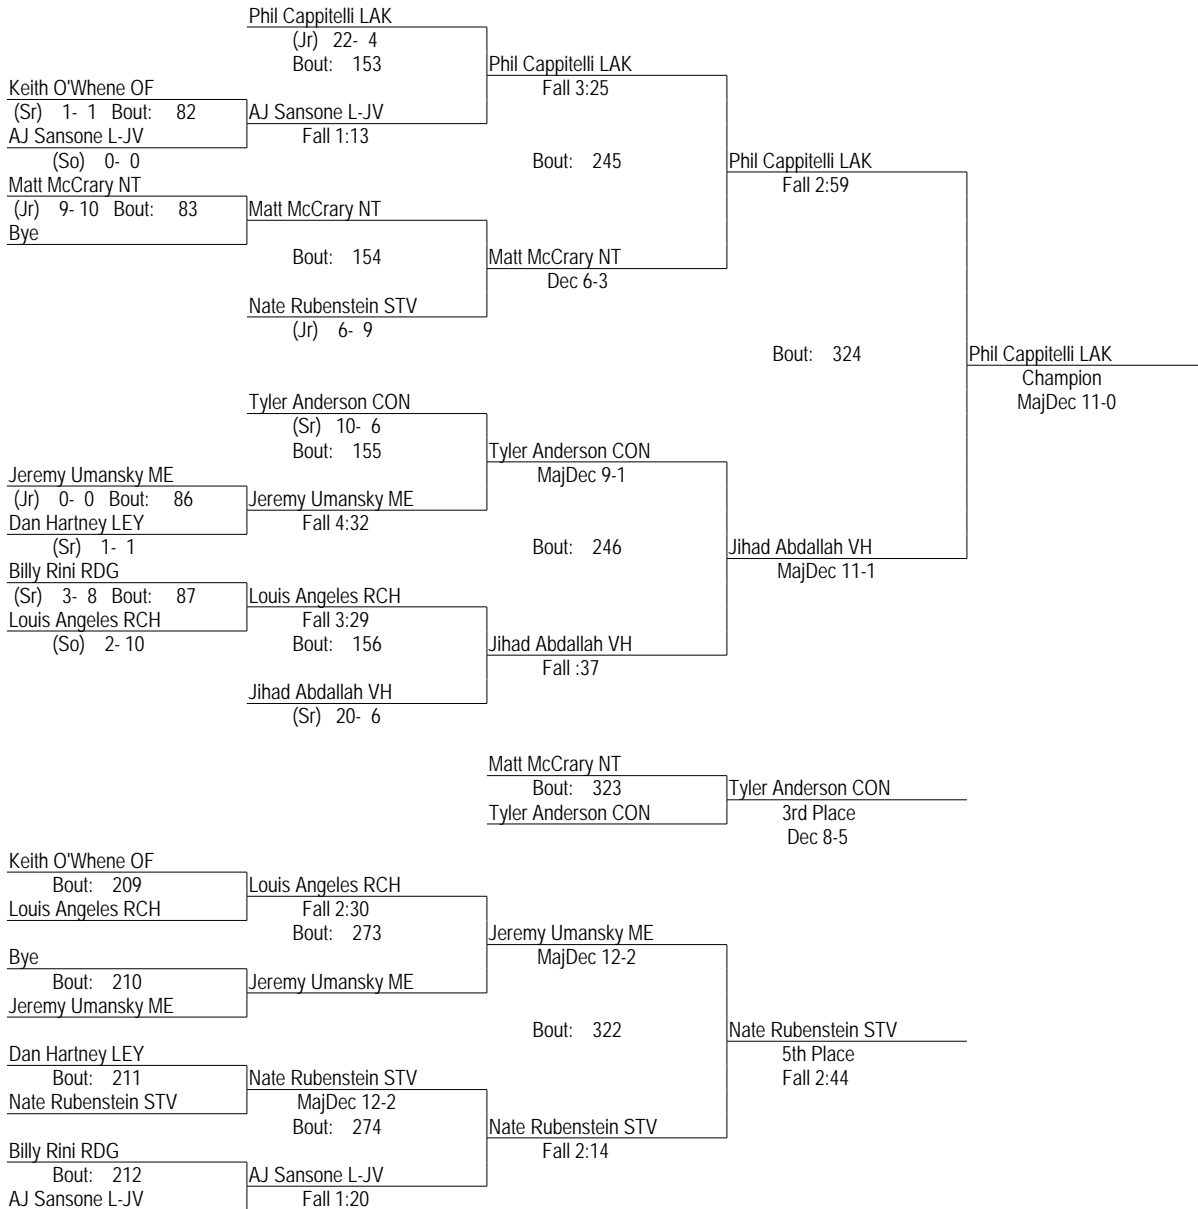 Phil Cappitelli LAK
(Jr) 22- 4
Bout: 153
Phil Cappitelli LAK
Fall 3:25
Keith O'Whene OF
(Sr) 1- 1 Bout: 82
AJ Sansone L-JV
AJ Sansone L-JV
Fall 1:13
(So) 0- 0
Bout: 245
Phil Cappitelli LAK
Fall 2:59
Matt McCrary NT
(Jr) 9- 10 Bout: 83
Matt McCrary NT
Bye
Bout: 154
Matt McCrary NT
Dec 6-3
Nate Rubenstein STV
(Jr) 6- 9
Bout: 324
Phil Cappitelli LAK
Champion
MajDec 11-0
Tyler Anderson CON
(Sr) 10- 6
Bout: 155
Tyler Anderson CON
MajDec 9-1
Jeremy Umansky ME
(Jr) 0- 0 Bout: 86
Jeremy Umansky ME
Dan Hartney LEY
Fall 4:32
(Sr) 1- 1
Bout: 246
Jihad Abdallah VH
MajDec 11-1
Billy Rini RDG
(Sr) 3- 8 Bout: 87
Louis Angeles RCH
Louis Angeles RCH
Fall 3:29
(So) 2- 10
Bout: 156
Jihad Abdallah VH
Fall :37
Jihad Abdallah VH
(Sr) 20- 6
Matt McCrary NT
Bout: 323
Tyler Anderson CON
Tyler Anderson CON
3rd Place
Dec 8-5
Keith O'Whene OF
Bout: 209
Louis Angeles RCH
Louis Angeles RCH
Fall 2:30
Bout: 273
Jeremy Umansky ME
MajDec 12-2
Bye
Bout: 210
Jeremy Umansky ME
Jeremy Umansky ME
Bout: 322
Nate Rubenstein STV
5th Place
Fall 2:44
Dan Hartney LEY
Bout: 211
Nate Rubenstein STV
Nate Rubenstein STV
MajDec 12-2
Bout: 274
Nate Rubenstein STV
Fall 2:14
Billy Rini RDG
Bout: 212
AJ Sansone L-JV
AJ Sansone L-JV
Fall 1:20